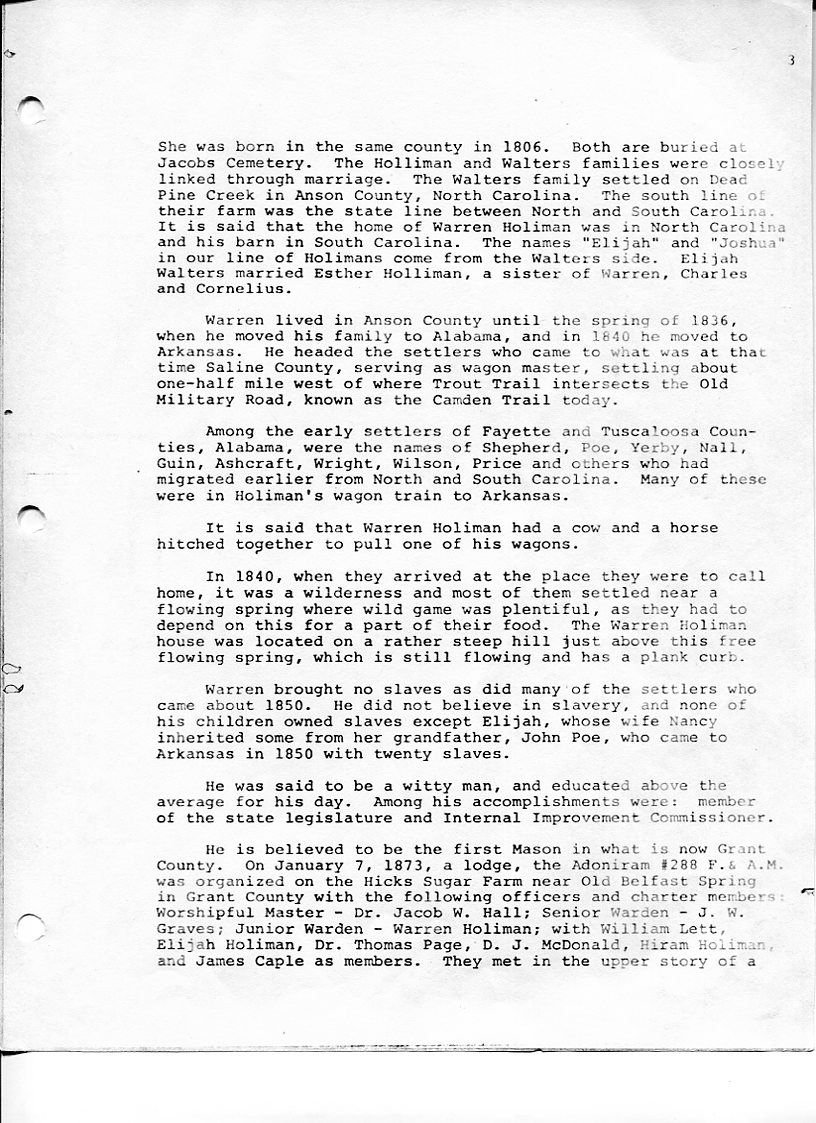 3
She was born in the same county in 1806. Both are buried at
Jacobs Cemetery. The Holliman and Walters families were closely
linked through marriage. The Walters family settled on Dead
Pine Creek in Anson County, North Carolina. The south line of
their farm was the state line between North and South Carolina.
It is said that the home of Warren Holiman was in North Carolina
and his barn in South Carolina. The names "Elijah" and "Joshua"
in our line of Holimans come from the Walters side. Elijah
Walters married Esther Holliman, a sister of Warren, Charles
and Cornelius.
Warren lived in Anson County until the spring of 1836,
when he moved his family to Alabama, and in 1840 he moved to
Arkansas. He headed the settlers who came to what was at that
time Saline County, serving as wagon master, settling about
one-half mile west of where Trout Trail intersects the Old
Military Road, known as the Camden Trail today.
Among the early settlers of Fayette and Tuscaloosa Coun-
ties, Alabama, were the names of Shepherd, Poe, Yerby, Nall,
Guin, Ashcraft, Wright, Wilson, Price and others who had
migrated earlier from North and South Carolina. Many of these
were in Holiman's wagon train to Arkansas.
It is said that Warren Holiman had a cow and a horse
hitched together to pull one of his wagons.
In 1840, when they arrived at the place they were to call
home, it was a wilderness and most of them settled near a
flowing spring where wild game was plentiful, as they had to
depend on this for a part of their food. The Warren Holiman
house was located on a rather steep hill just above this free
flowing spring, which is still flowing and has a plank curb.
Warren brought no slaves as did many of the settlers who
came about 1850. He did not believe in slavery, and none of
his children owned slaves except Elijah, whose wife Nancy
inherited some from her grandfather, John Poe, who came to
Arkansas in 1850 with twenty slaves.
He was said to be a witty man, and educated above the
average for his day. Among his accomplishments were: member
of the state legislature and Internal Improvement Commissioner.
He is believed to be the first Mason in what is now Grant
County. On January 7, 1873, a lodge, the Adoniram #288 F.& A.M.
was organized on the Hicks Sugar Farm near Old Belfast Spring
in Grant County with the following officers and charter members:
Worshipful Master - Dr. Jacob W. Hall; Senior Warden - J. W.
Graves; Junior Warden - Warren Holiman; with William Lett,
Elijah Holiman, Dr. Thomas Page, D. J. McDonald, Hiram Holiman,
and James Caple as members. They met in the upper story of a